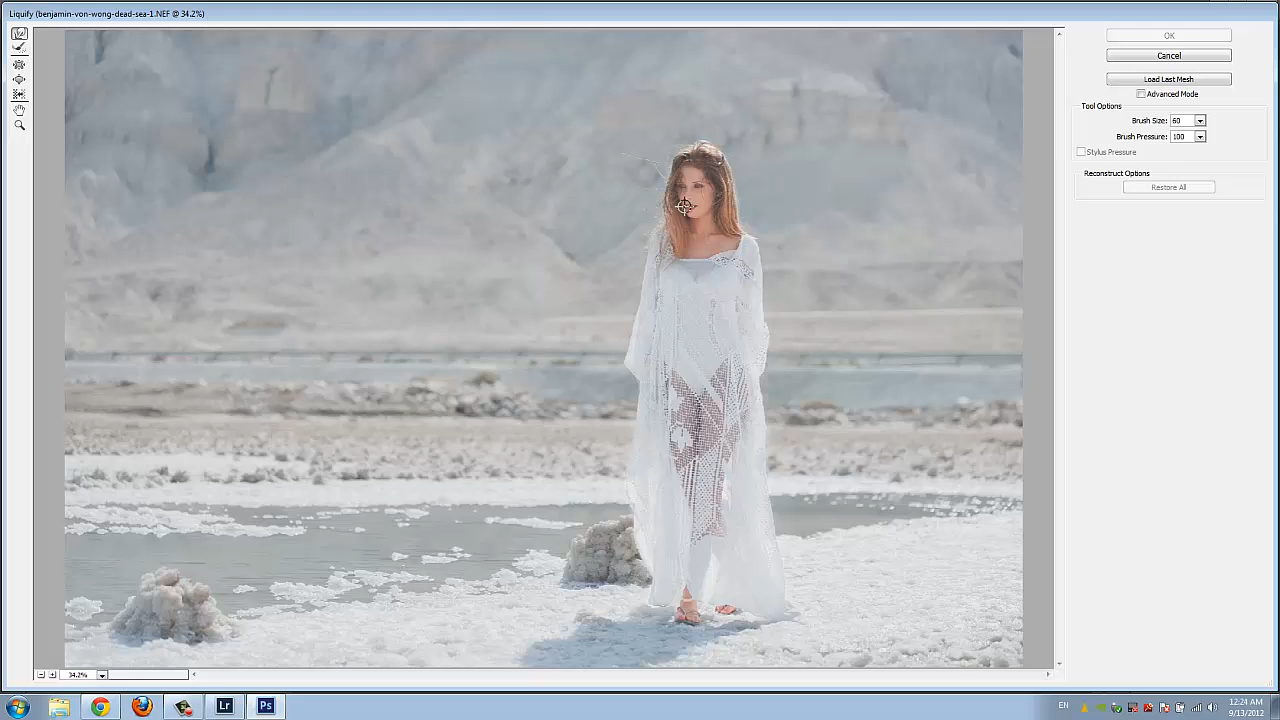 Liquify (benjamin-von-wong-dead-sea-1.NEF @ 34.2%)
OK
Cancel
Load Last Mesh
Advanced Mode
Tool Options
Brush Size: 60
Brush Pressure: 100
Stylus Pressure
Reconstruct Options
Restore All
34.2%
Lr
Ps
EN
12:24 AM
9/13/2012